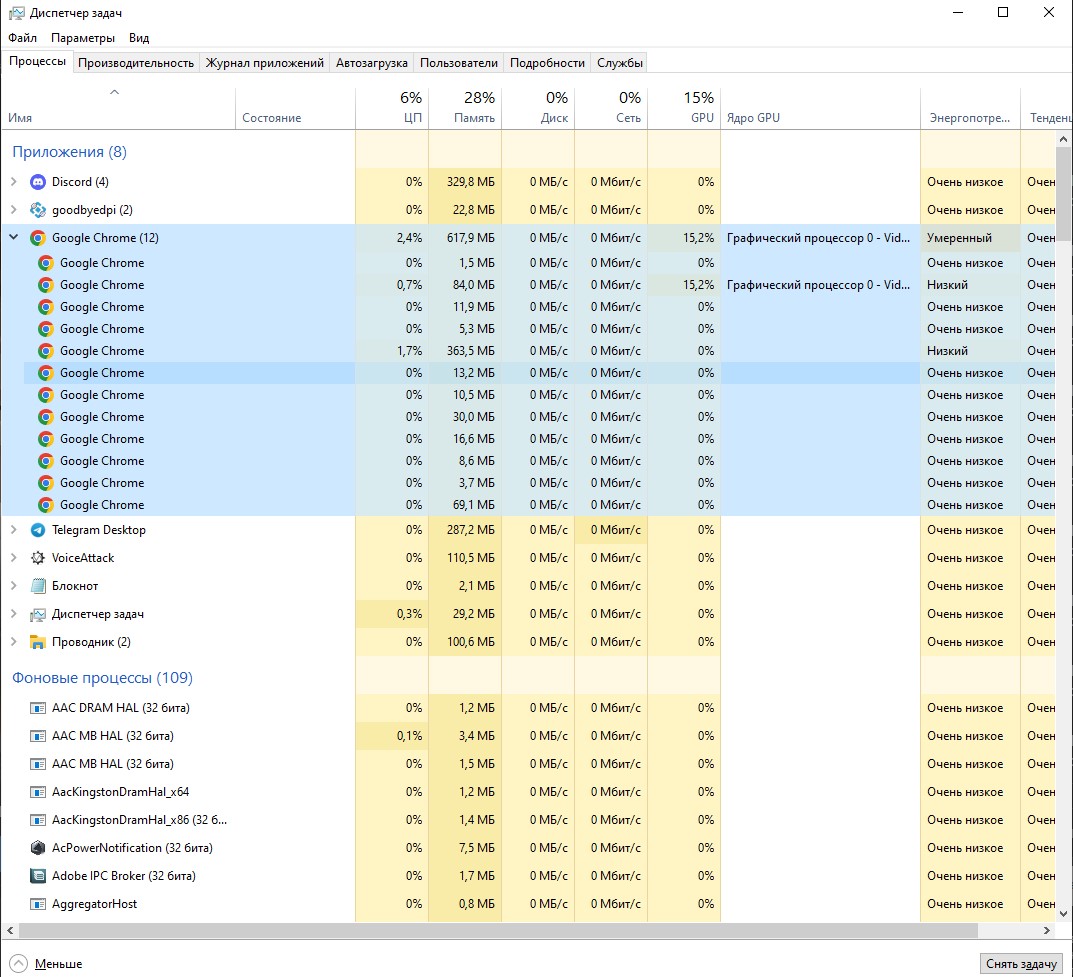 Диспетчер задач
Файл Параметры Вид
Процессы Производительность Журнал приложений Автозагрузка Пользователи Подробности Службы
6% 28% 0% 0% 15%
Имя Состояние ЦП Память Диск Сеть GPU Ядро GPU Энергопотре... Тенденц
Приложения (8)
Discord (4) 0% 329,8 МБ 0 МБ/с 0 Мбит/с 0% Очень низкое Очен
goodbyedpi (2) 0% 22,8 МБ 0 МБ/с 0 Мбит/с 0% Очень низкое Очен
Google Chrome (12) 2,4% 617,9 МБ 0 МБ/с 0 Мбит/с 15,2% Графический процессор 0 - Vid... Умеренный Очен
Google Chrome 0% 1,5 МБ 0 МБ/с 0 Мбит/с 0% Очень низкое Очен
Google Chrome 0,7% 84,0 МБ 0 МБ/с 0 Мбит/с 15,2% Графический процессор 0 - Vid... Низкий Очен
Google Chrome 0% 11,9 МБ 0 МБ/с 0 Мбит/с 0% Очень низкое Очен
Google Chrome 0% 5,3 МБ 0 МБ/с 0 Мбит/с 0% Очень низкое Очен
Google Chrome 1,7% 363,5 МБ 0 МБ/с 0 Мбит/с 0% Низкий Очен
Google Chrome 0% 13,2 МБ 0 МБ/с 0 Мбит/с 0% Очень низкое Очен
Google Chrome 0% 10,5 МБ 0 МБ/с 0 Мбит/с 0% Очень низкое Очен
Google Chrome 0% 30,0 МБ 0 МБ/с 0 Мбит/с 0% Очень низкое Очен
Google Chrome 0% 16,6 МБ 0 МБ/с 0 Мбит/с 0% Очень низкое Очен
Google Chrome 0% 8,6 МБ 0 МБ/с 0 Мбит/с 0% Очень низкое Очен
Google Chrome 0% 3,7 МБ 0 МБ/с 0 Мбит/с 0% Очень низкое Очен
Google Chrome 0% 69,1 МБ 0 МБ/с 0 Мбит/с 0% Очень низкое Очен
Telegram Desktop 0% 287,2 МБ 0 МБ/с 0 Мбит/с 0% Очень низкое Очен
VoiceAttack 0% 110,5 МБ 0 МБ/с 0 Мбит/с 0% Очень низкое Очен
Блокнот 0% 2,1 МБ 0 МБ/с 0 Мбит/с 0% Очень низкое Очен
Диспетчер задач 0,3% 29,2 МБ 0 МБ/с 0 Мбит/с 0% Очень низкое Очен
Проводник (2) 0% 100,6 МБ 0 МБ/с 0 Мбит/с 0% Очень низкое Очен
Фоновые процессы (109)
AAC DRAM HAL (32 бита) 0% 1,2 МБ 0 МБ/с 0 Мбит/с 0% Очень низкое Очен
AAC MB HAL (32 бита) 0,1% 3,4 МБ 0 МБ/с 0 Мбит/с 0% Очень низкое Очен
AAC MB HAL (32 бита) 0% 1,5 МБ 0 МБ/с 0 Мбит/с 0% Очень низкое Очен
AacKingstonDramHal_x64 0% 1,2 МБ 0 МБ/с 0 Мбит/с 0% Очень низкое Очен
AacKingstonDramHal_x86 (32 б... 0% 1,4 МБ 0 МБ/с 0 Мбит/с 0% Очень низкое Очен
AcPowerNotification (32 бита) 0% 7,5 МБ 0 МБ/с 0 Мбит/с 0% Очень низкое Очен
Adobe IPC Broker (32 бита) 0% 1,7 МБ 0 МБ/с 0 Мбит/с 0% Очень низкое Очен
AggregatorHost 0% 0,8 МБ 0 МБ/с 0 Мбит/с 0% Очень низкое Очен
Меньше Снять задачу